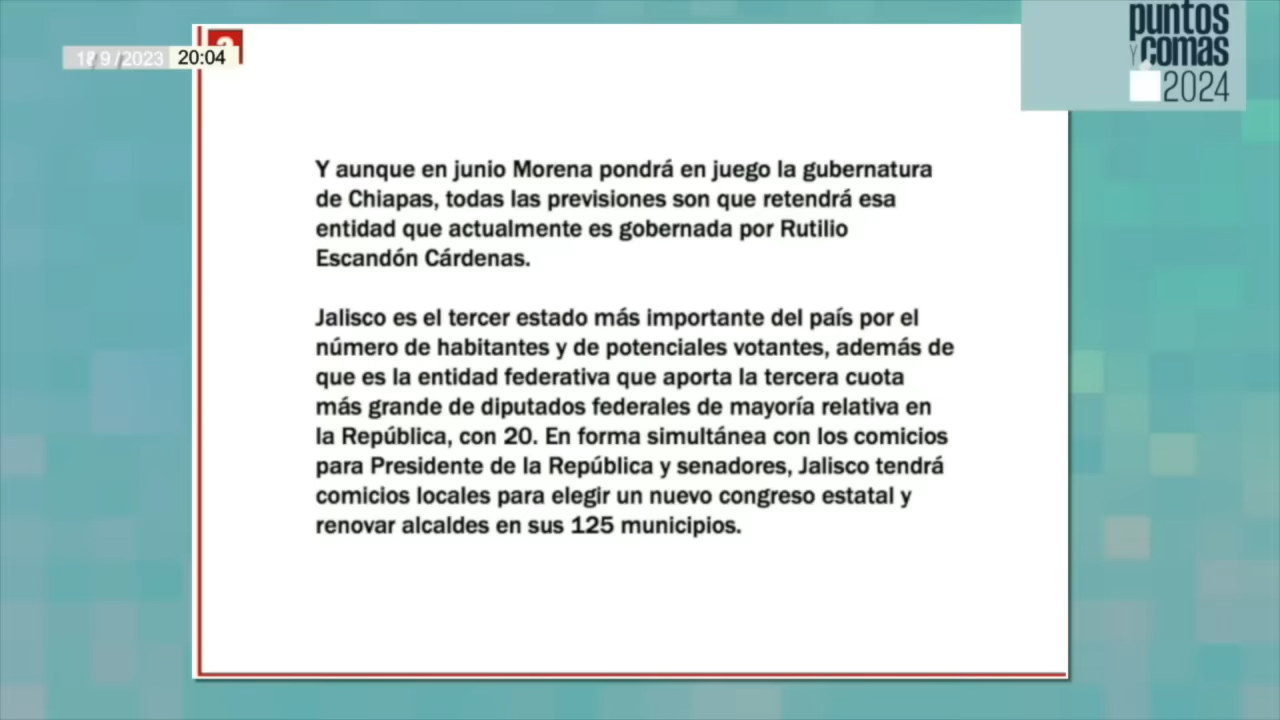 puntos
Y comas
2024
18/9/2023 20:04
Y aunque en junio Morena pondrá en juego la gubernatura
de Chiapas, todas las previsiones son que retendrá esa
entidad que actualmente es gobernada por Rutilio
Escandón Cárdenas.
Jalisco es el tercer estado más importante del país por el
número de habitantes y de potenciales votantes, además de
que es la entidad federativa que aporta la tercera cuota
más grande de diputados federales de mayoría relativa en
la República, con 20. En forma simultánea con los comicios
para Presidente de la República y senadores, Jalisco tendrá
comicios locales para elegir un nuevo congreso estatal y
renovar alcaldes en sus 125 municipios.